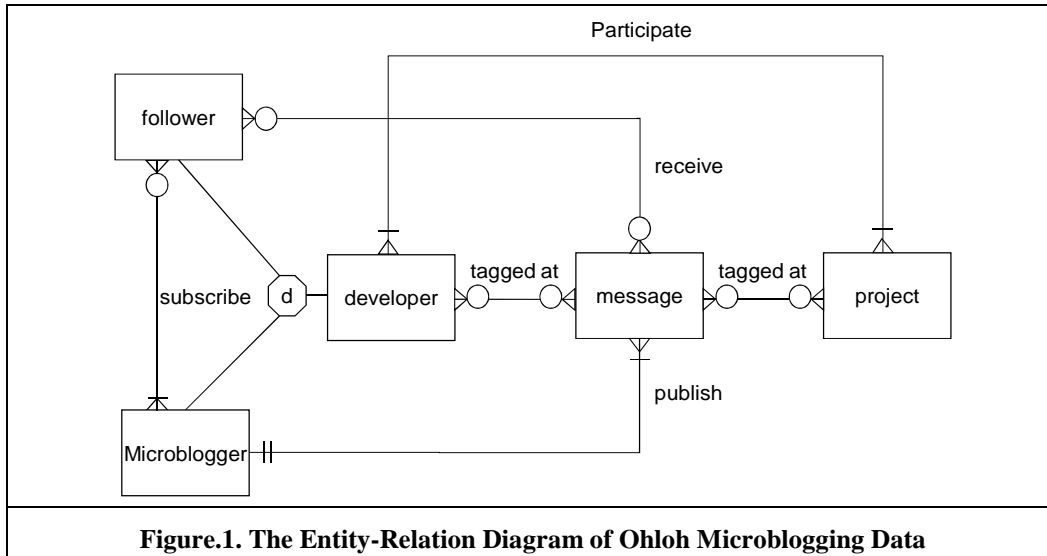 Participate
follower
receive
subscribe
d
developer
tagged at
message
tagged at
project
publish
Microblogger
Figure.1. The Entity-Relation Diagram of Ohloh Microblogging Data